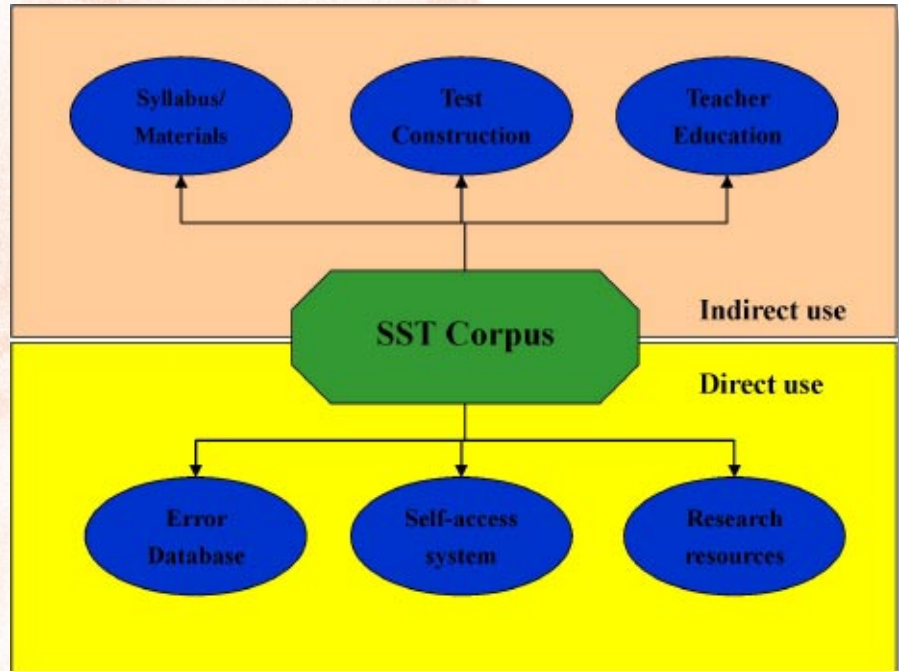 Syllabus/
Materials
Test
Construction
Teacher
Education
Indirect use
SST Corpus
Direct use
Error
Database
Self-access
system
Research
resources